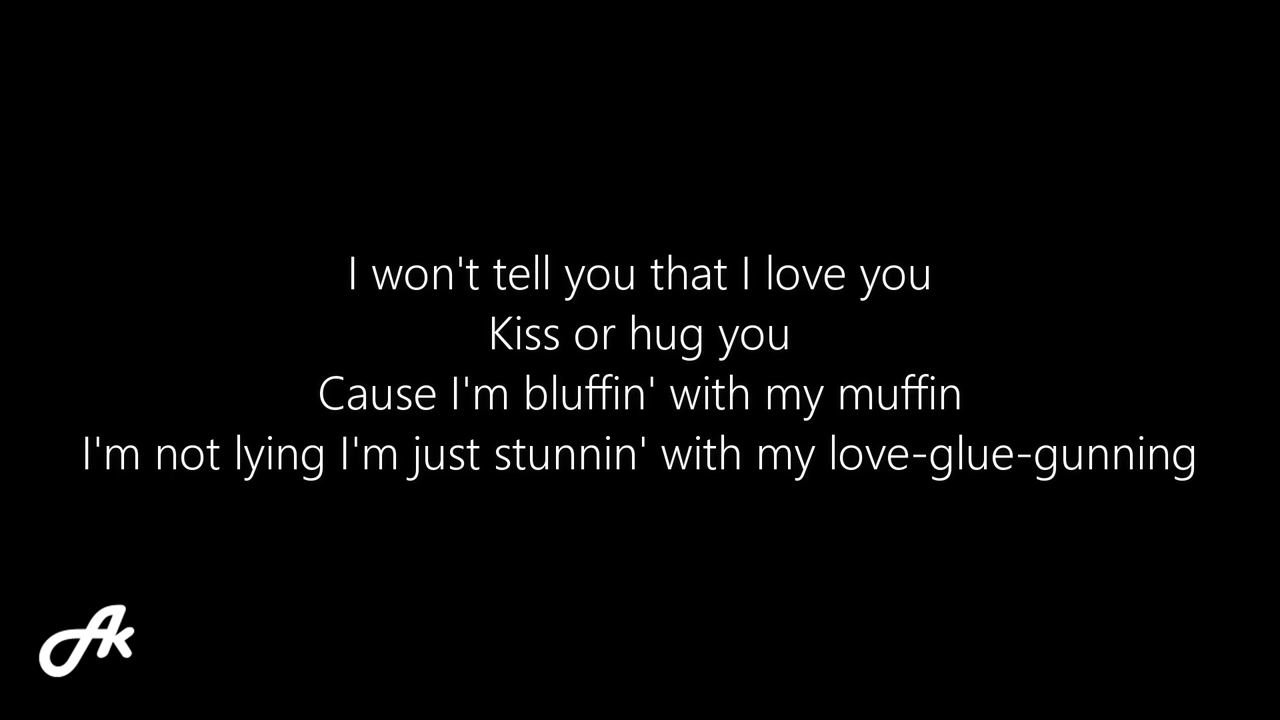 I won't tell you that I love you
Kiss or hug you
Cause I'm bluffin' with my muffin
I'm not lying I'm just stunnin' with my love-glue-gunning
Ak